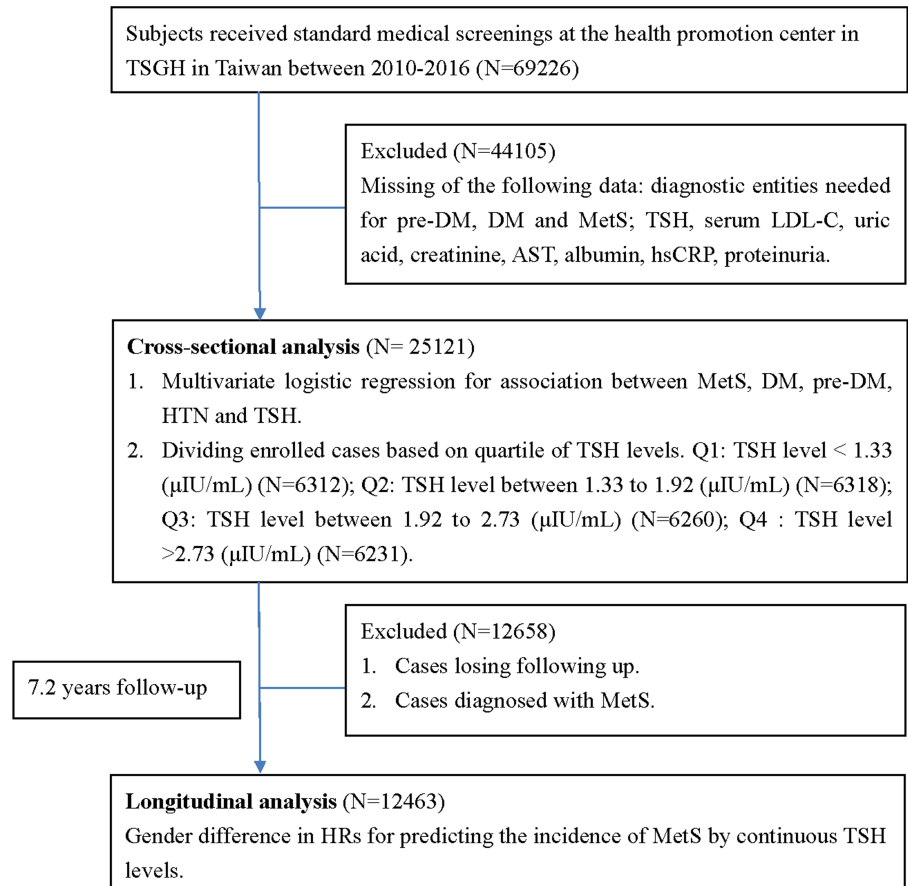 Subjects received standard medical screenings at the health promotion center in
TSGH in Taiwan between 2010-2016 (N=69226)
Excluded (N=44105)
Missing of the following data: diagnostic entities needed
for pre-DM, DM and MetS; TSH, serum LDL-C, uric
acid, creatinine, AST, albumin, hsCRP, proteinuria.
Cross-sectional analysis (N= 25121)
1. Multivariate logistic regression for association between MetS, DM, pre-DM,
HTN and TSH.
2. Dividing enrolled cases based on quartile of TSH levels. Q1: TSH level < 1.33
(μIU/mL) (N=6312); Q2: TSH level between 1.33 to 1.92 (μIU/mL) (N=6318);
Q3: TSH level between 1.92 to 2.73 (μIU/mL) (N=6260); Q4 : TSH level
>2.73 (μIU/mL) (N=6231).
Excluded (N=12658)
1. Cases losing following up.
2. Cases diagnosed with MetS.
7.2 years follow-up
Longitudinal analysis (N=12463)
Gender difference in HRs for predicting the incidence of MetS by continuous TSH
levels.